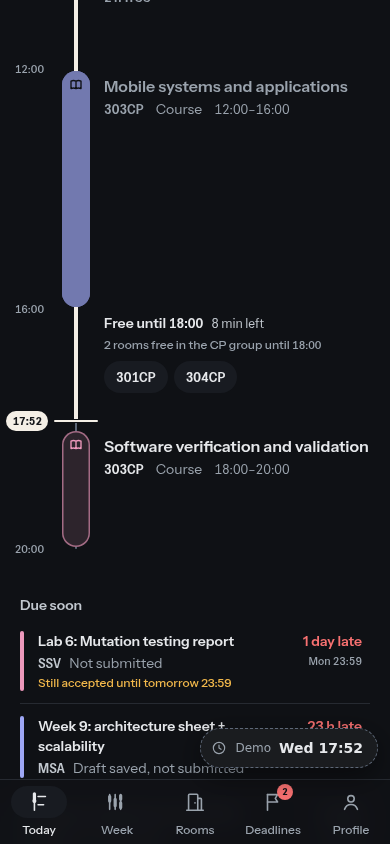 12:00
Mobile systems and applications
303CP Course 12:00–16:00
16:00
Free until 18:00 8 min left
2 rooms free in the CP group until 18:00
301CP 304CP
17:52
Software verification and validation
303CP Course 18:00–20:00
20:00
Due soon
Lab 6: Mutation testing report 1 day late
SSV Not submitted Mon 23:59
Still accepted until tomorrow 23:59
Week 9: architecture sheet + 23 h late
scalability
Demo Wed 17:52
MSA Draft saved, not submitted
2
Today Week Rooms Deadlines Profile